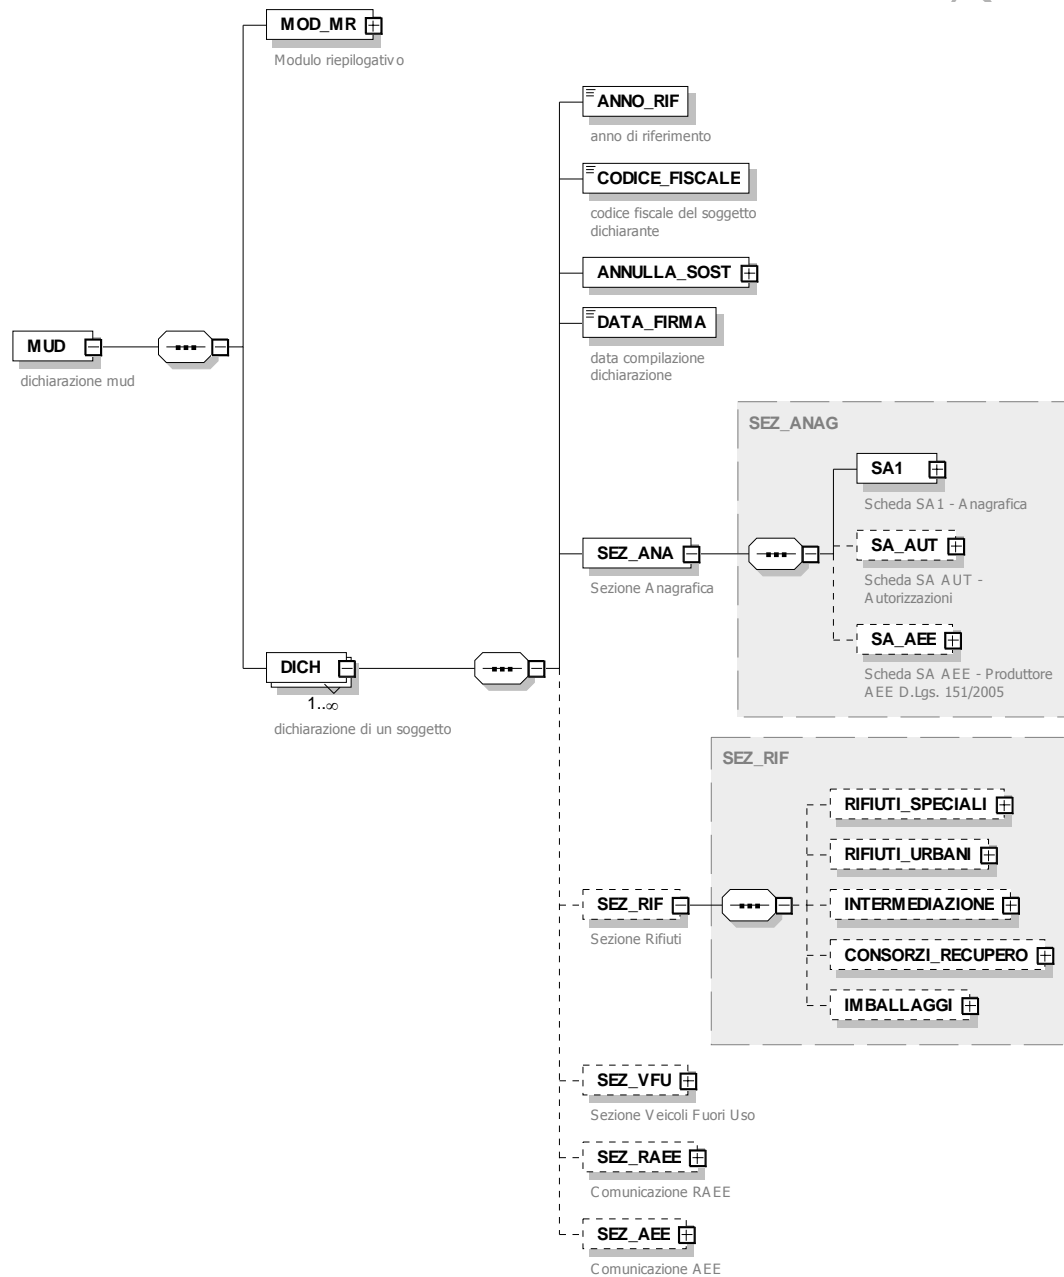 MOD_MR
Modulo riepilogativo
ANNO_RIF
anno di riferimento
CODICE_FISCALE
codice fiscale del soggetto
dichiarante
ANNULLA_SOST
DATA_FIRMA
data compilazione
dichiarazione
MUD
dichiarazione mud
SEZ_ANAG
SA1
Scheda SA1 - Anagrafica
SA_AUT
Scheda SA AUT -
Autorizzazioni
SA_AEE
Scheda SA AEE - Produttore
AEE D.Lgs. 151/2005
SEZ_ANA
Sezione Anagrafica
DICH
1..∞
dichiarazione di un soggetto
SEZ_RIF
RIFIUTI_SPECIALI
RIFIUTI_URBANI
INTERMEDIAZIONE
CONSORZI_RECUPERO
IMBALLAGGI
SEZ_RIF
Sezione Rifiuti
SEZ_VFU
Sezione Veicoli Fuori Uso
SEZ_RAEE
Comunicazione RAEE
SEZ_AEE
Comunicazione AEE